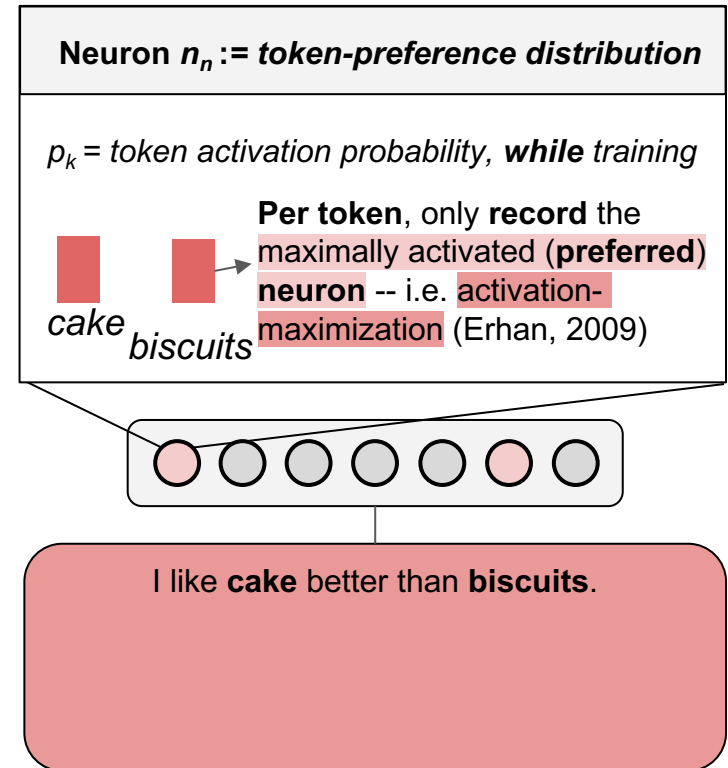 Neuron nₙ := token-preference distribution
pₖ = token activation probability, while training
Per token, only record the
maximally activated (preferred)
neuron -- i.e. activation-
maximization (Erhan, 2009)
cake
biscuits
I like cake better than biscuits.